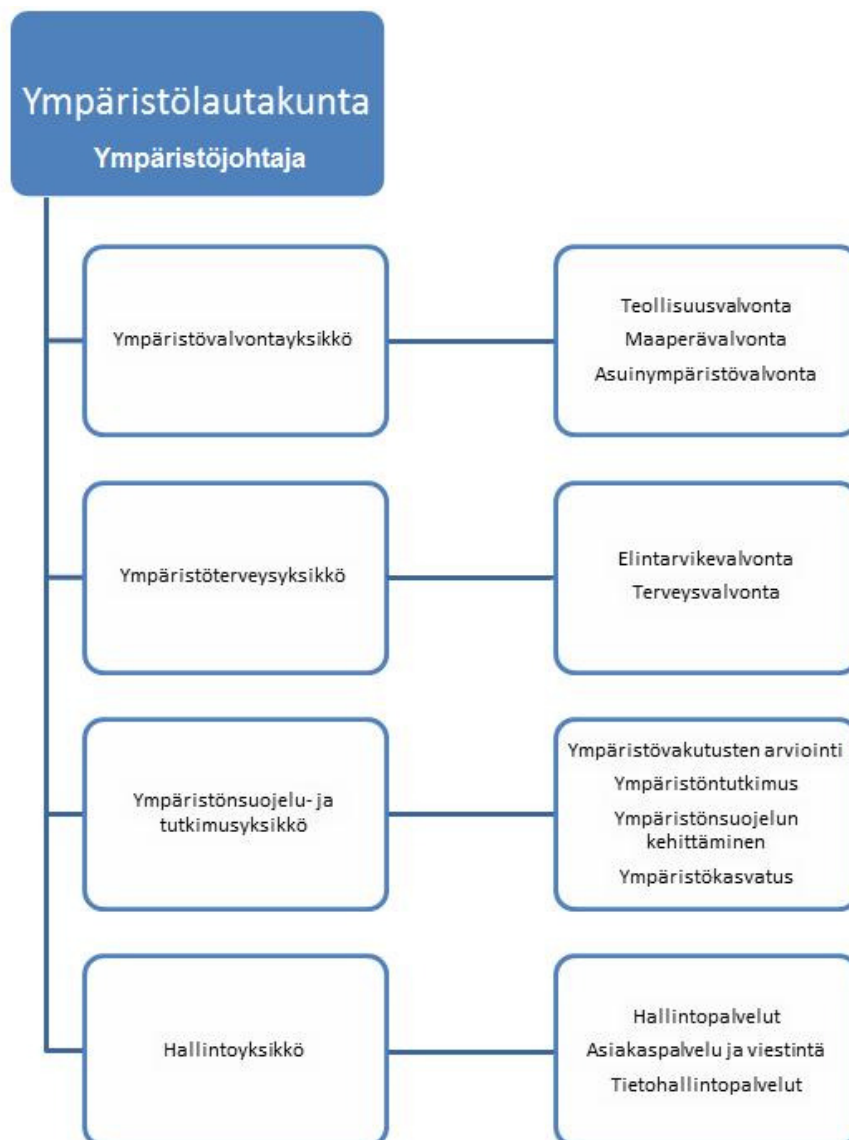 Ympäristölautakunta
Ympäristöjohtaja
Ympäristövalvontayksikkö
Teollisuusvalvonta
Maaperävalvonta
Asuinympäristövalvonta
Ympäristöterveysyksikkö
Elintarvikevalvonta
Terveysvalvonta
Ympäristönsuojelu- ja
tutkimusyksikkö
Ympäristövakutusten arviointi
Ympäristöntutkimus
Ympäristönsuojelun
kehittäminen
Ympäristökasvatus
Hallintoyksikkö
Hallintopalvelut
Asiakaspalvelu ja viestintä
Tietohallintopalvelut